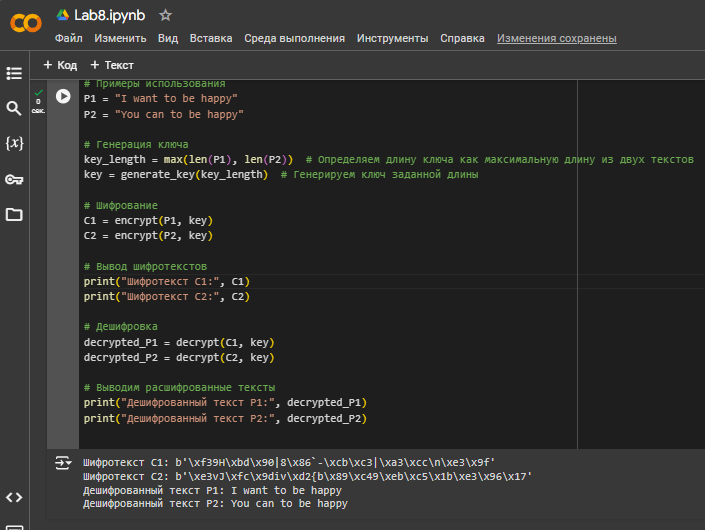 Lab8.ipynb
Файл Изменить Вид Вставка Среда выполнения Инструменты Справка Изменения сохранены
+ Код + Текст
0
сек.
# Примеры использования
P1 = "I want to be happy"
P2 = "You can to be happy"
# Генерация ключа
key_length = max(len(P1), len(P2)) # Определяем длину ключа как максимальную длину из двух текстов
key = generate_key(key_length) # Генерируем ключ заданной длины
# Шифрование
C1 = encrypt(P1, key)
C2 = encrypt(P2, key)
# Вывод шифротекстов
print("Шифротекст C1:", C1)
print("Шифротекст C2:", C2)
# Дешифровка
decrypted_P1 = decrypt(C1, key)
decrypted_P2 = decrypt(C2, key)
# Выводим расшифрованные тексты
print("Дешифрованный текст P1:", decrypted_P1)
print("Дешифрованный текст P2:", decrypted_P2)
Шифротекст C1: b'\xf39H\xbd\x90|8\x86`-\xcb\xc3|\xa3\xcc\n\xe3\x9f'
Шифротекст C2: b'\xe3vJ\xfc\x9div\xd2{b\x89\xc49\xeb\xc5\x1b\xe3\x96\x17'
Дешифрованный текст P1: I want to be happy
Дешифрованный текст P2: You can to be happy